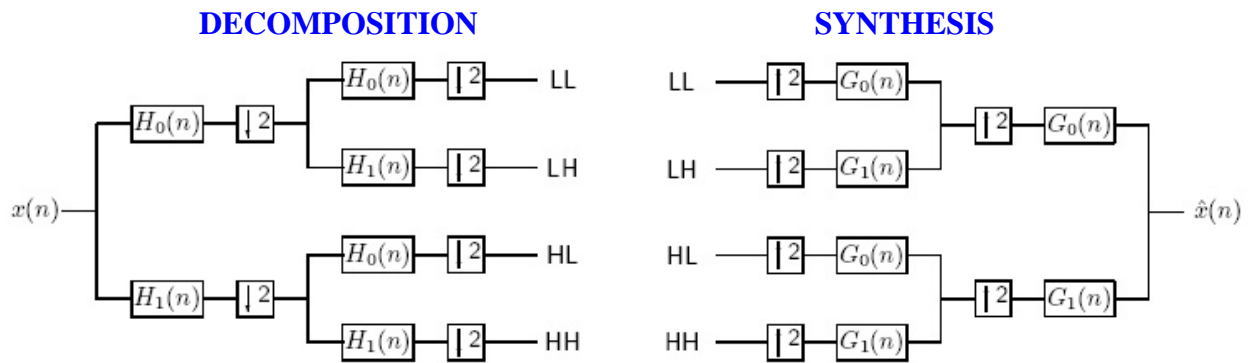 DECOMPOSITION SYNTHESIS
H₀(n) ↓2 LL LL ↑2 G₀(n)
H₀(n) ↓2 ↑2 G₀(n)
H₁(n) ↓2 LH LH ↑2 G₁(n)
x(n) x̂(n)
H₀(n) ↓2 HL HL ↑2 G₀(n)
H₁(n) ↓2 ↑2 G₁(n)
H₁(n) ↓2 HH HH ↑2 G₁(n)